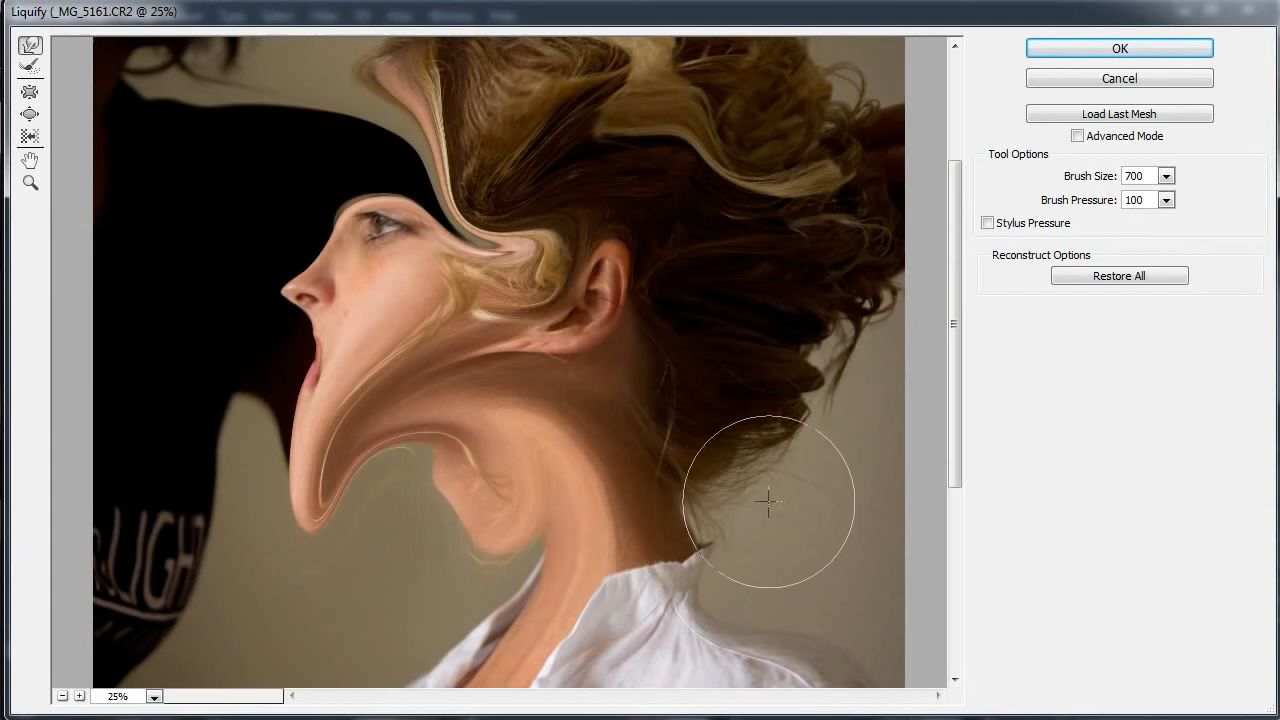 Liquify (_MG_5161.CR2 @ 25%)
OK
Cancel
Load Last Mesh
Advanced Mode
Tool Options
Brush Size: 700
Brush Pressure: 100
Stylus Pressure
Reconstruct Options
Restore All
LIGH
25%